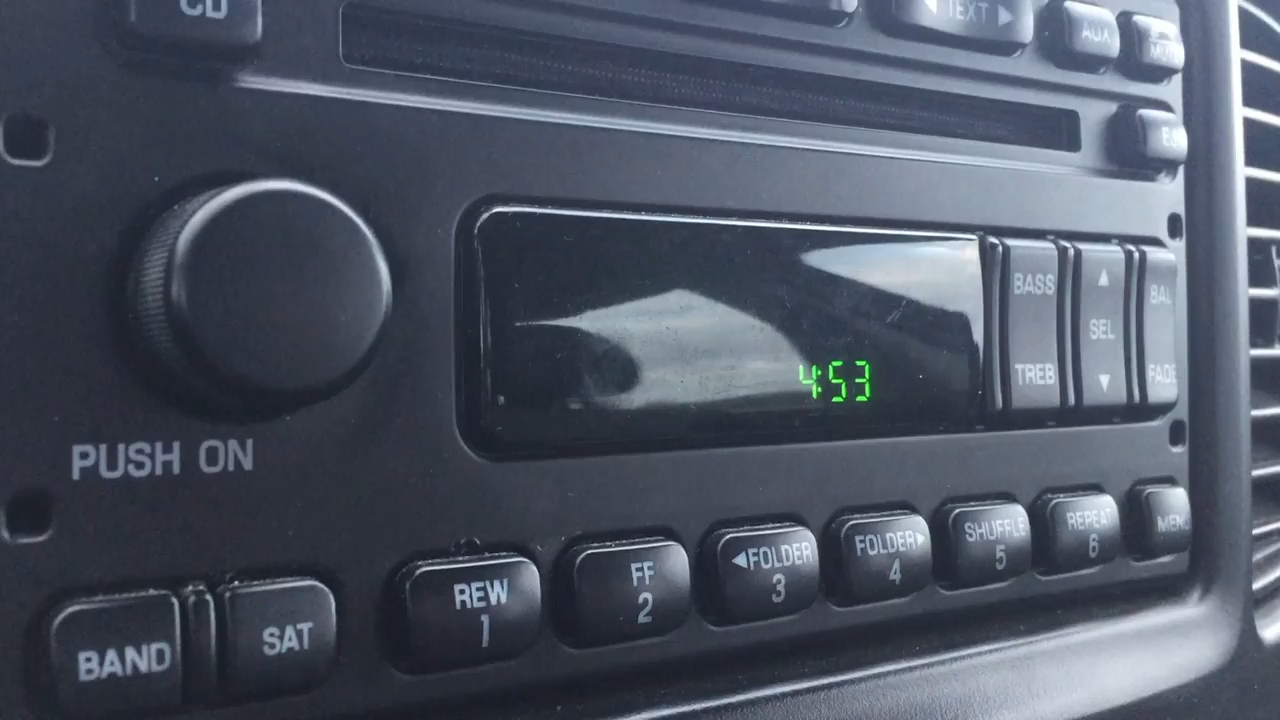 CD
◀ TEXT ▶
AUX
BASS
TREB
▲
SEL
▼
BAL
FADE
4:53
PUSH ON
BAND
SAT
REW
1
FF
2
◀FOLDER
3
FOLDER▶
4
SHUFFLE
5
REPEAT
6
MENU